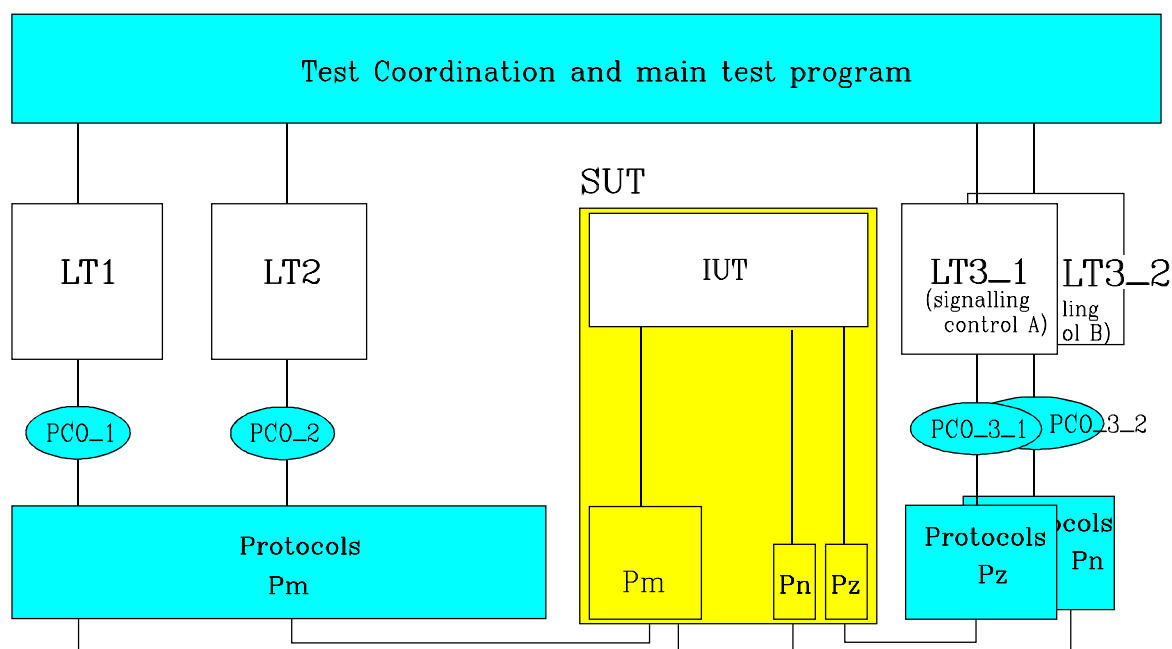 Test Coordination and main test program
SUT
LT1
LT2
IUT
LT3_1
(signalling
control A)
LT3_2
ling
ol B)
PCO_1
PCO_2
PCO_3_1
PCO_3_2
Protocols
Pm
Pm
Pn
Pz
Protocols
Pz
ocols
Pn